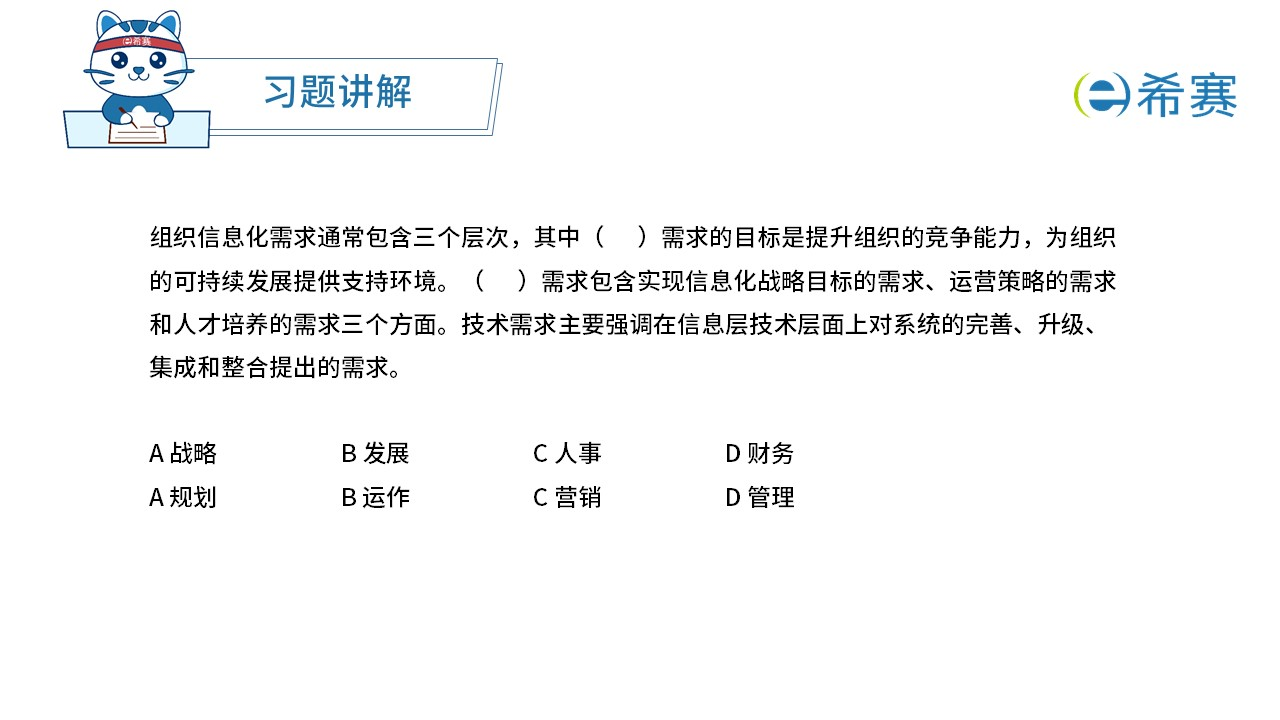 希赛
习题讲解
希赛
组织信息化需求通常包含三个层次，其中（ ）需求的目标是提升组织的竞争能力，为组织
的可持续发展提供支持环境。（ ）需求包含实现信息化战略目标的需求、运营策略的需求
和人才培养的需求三个方面。技术需求主要强调在信息层技术层面上对系统的完善、升级、
集成和整合提出的需求。
A 战略 B 发展 C 人事 D 财务
A 规划 B 运作 C 营销 D 管理